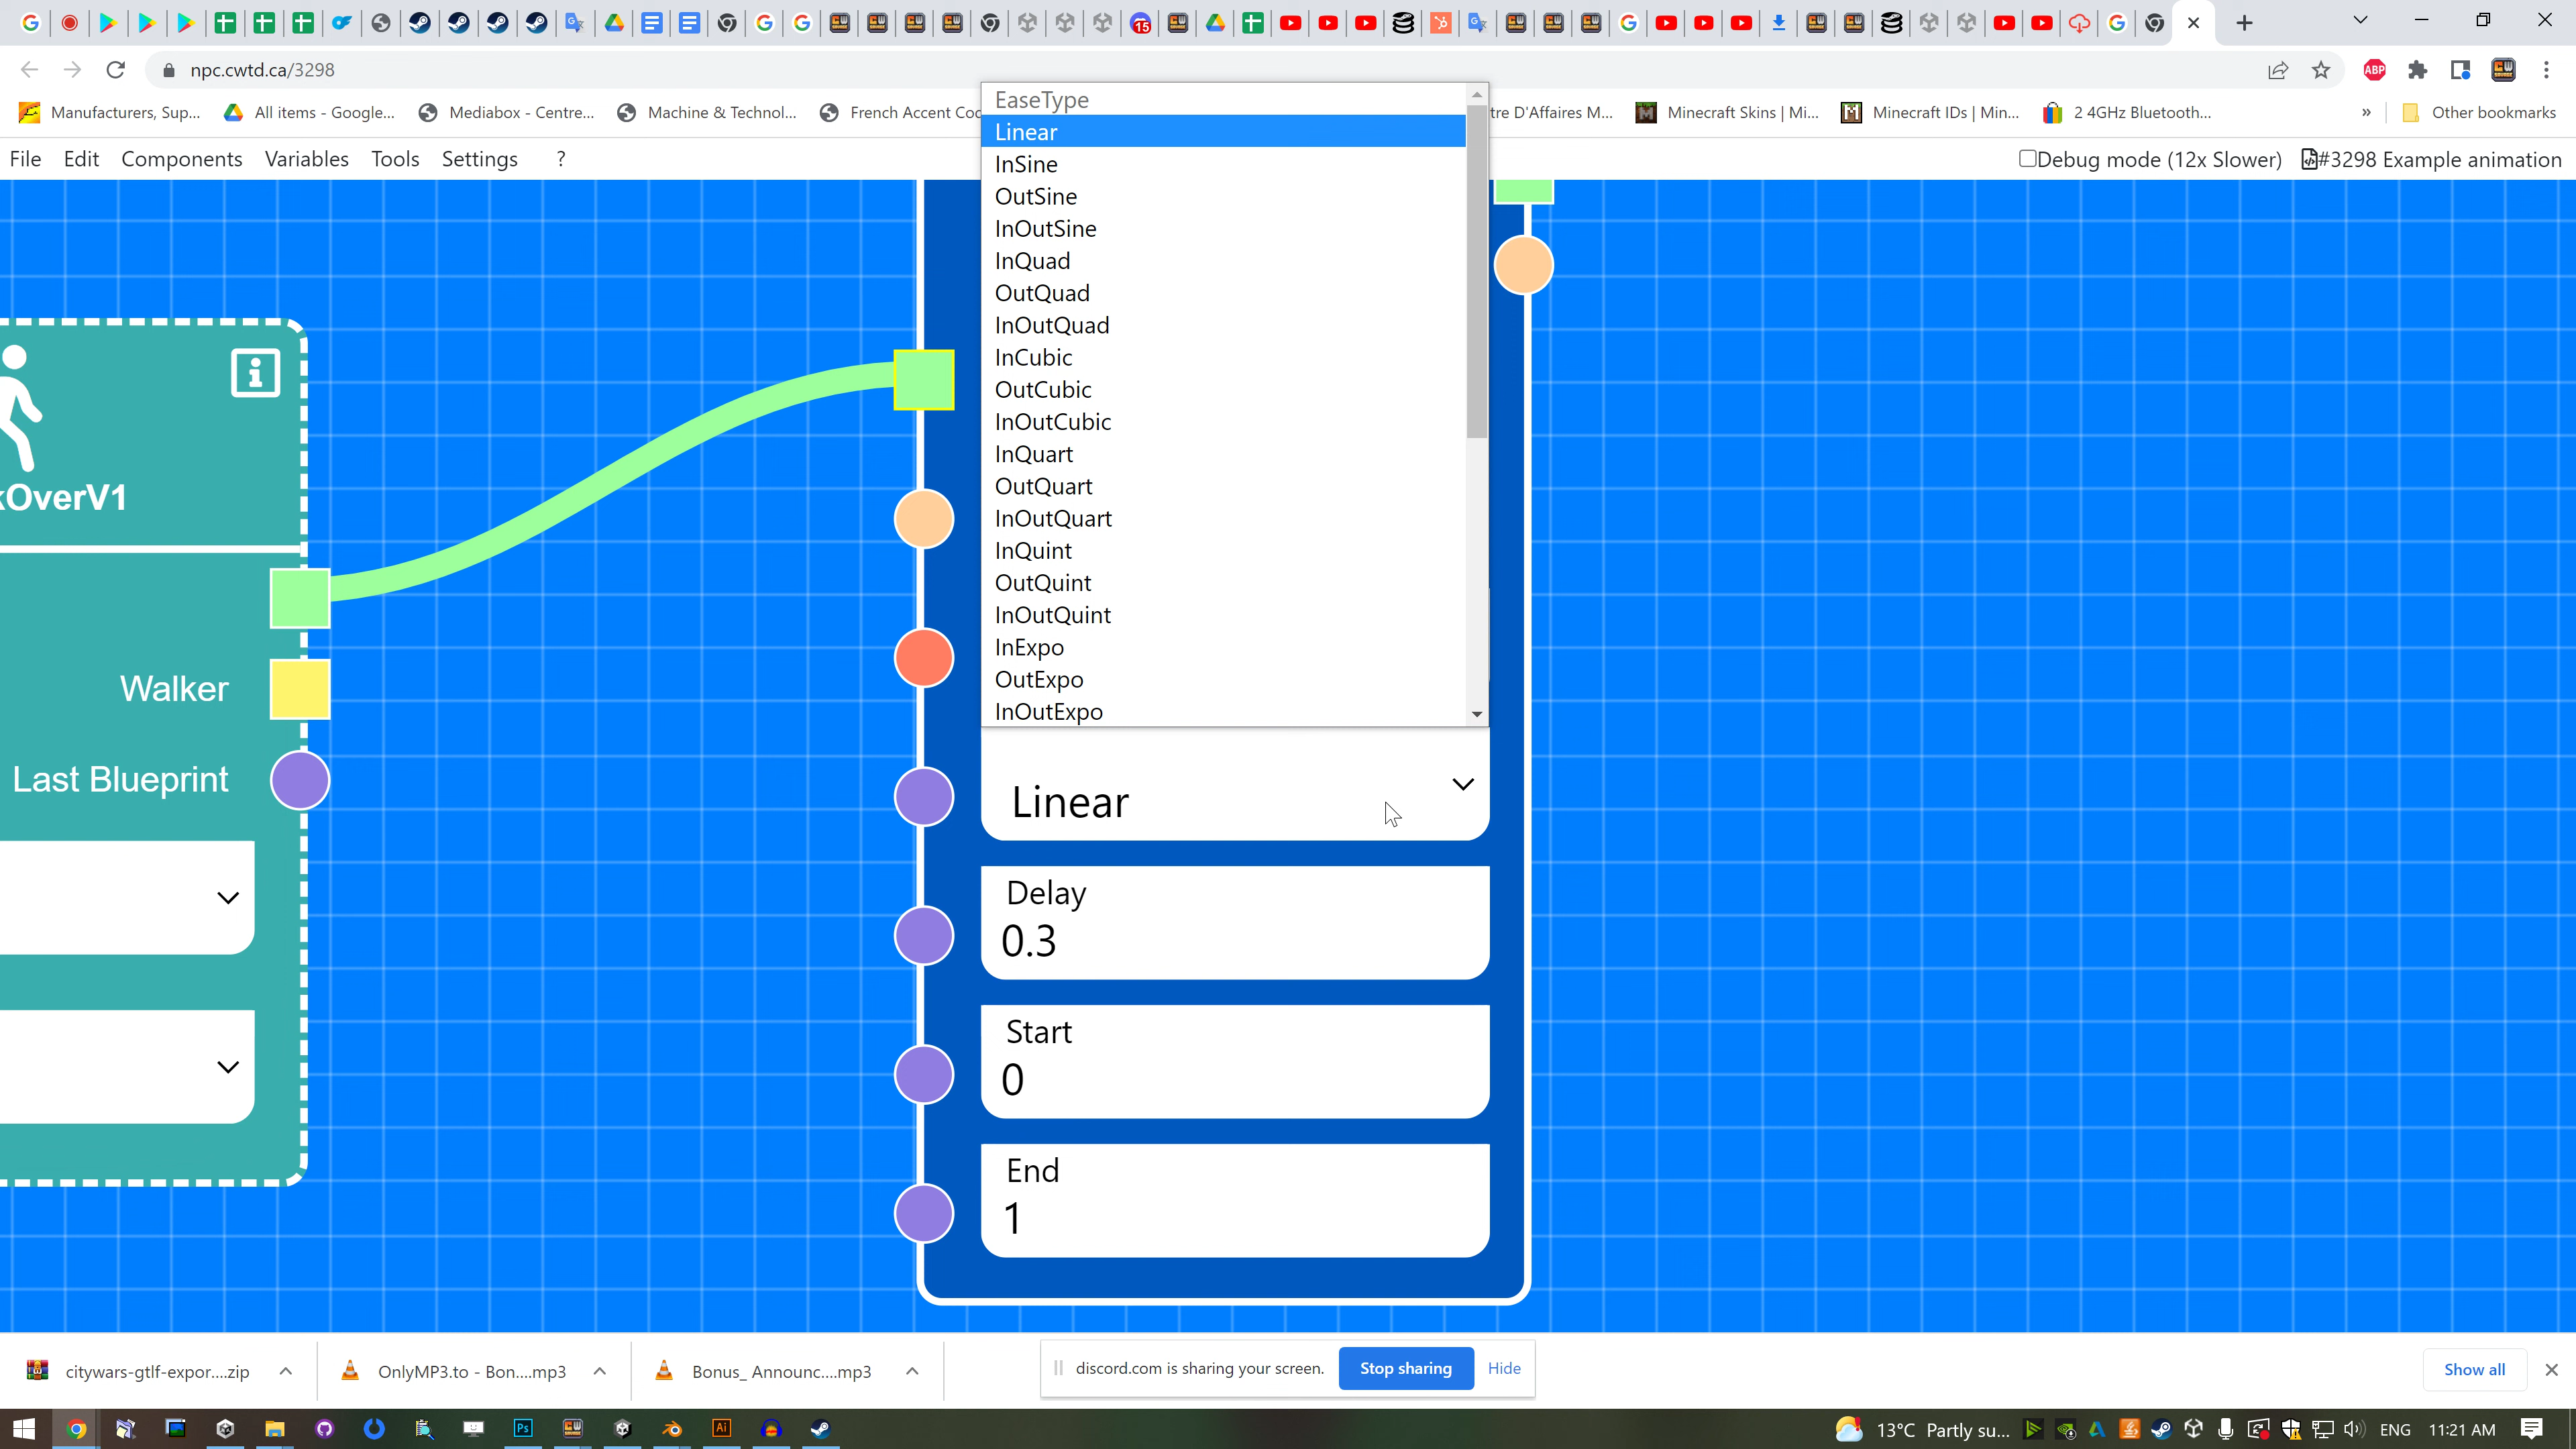 15
npc.cwtd.ca/3298
ABP
Manufacturers, Sup...
All items - Google...
Mediabox - Centre...
Machine & Technol...
French Accent Coo
tre D'Affaires M...
Minecraft Skins | Mi...
Minecraft IDs | Min...
2 4GHz Bluetooth...
»
Other bookmarks
File
Edit
Components
Variables
Tools
Settings
?
Debug mode (12x Slower)
#3298 Example animation
EaseType
Linear
InSine
OutSine
InOutSine
InQuad
OutQuad
InOutQuad
InCubic
OutCubic
InOutCubic
InQuart
OutQuart
InOutQuart
InQuint
OutQuint
InOutQuint
InExpo
OutExpo
InOutExpo
kOverV1
Walker
Last Blueprint
Linear
Delay
0.3
Start
0
End
1
citywars-gtlf-expor....zip
OnlyMP3.to - Bon....mp3
Bonus_ Announc....mp3
discord.com is sharing your screen.
Stop sharing
Hide
Show all
Ps
Ai
13°C Partly su...
ENG
11:21 AM